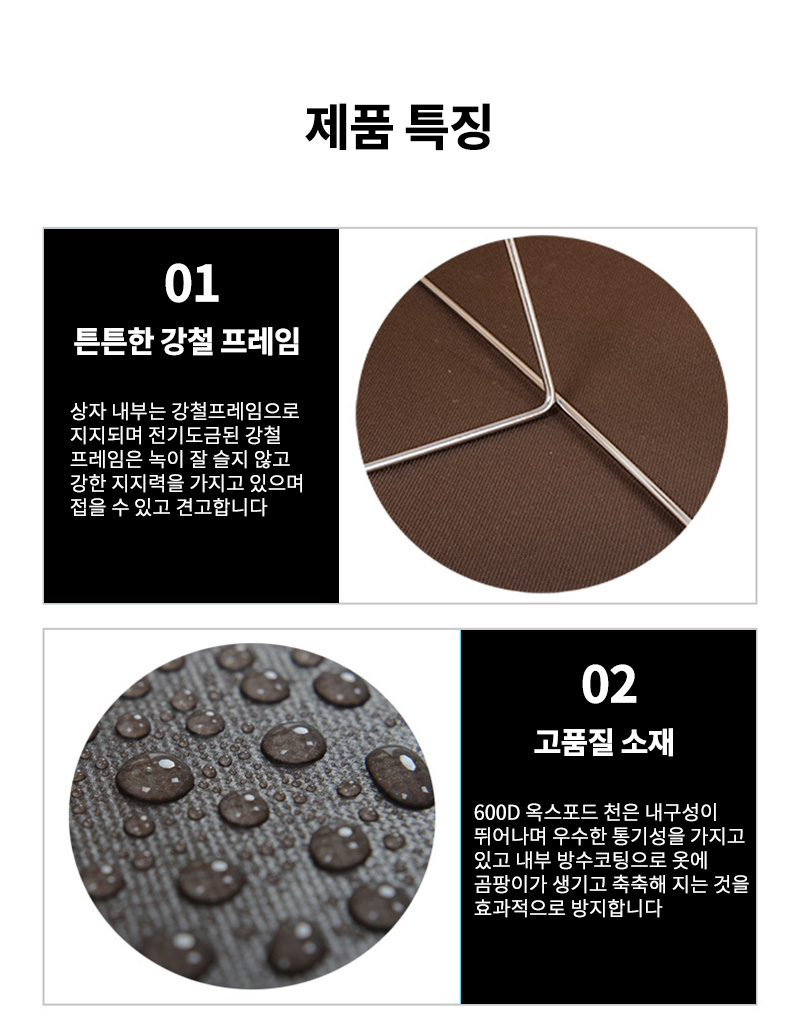 제품 특징
01
튼튼한 강철 프레임
상자 내부는 강철프레임으로
지지되며 전기도금된 강철
프레임은 녹이 잘 슬지 않고
강한 지지력을 가지고 있으며
접을 수 있고 견고합니다
02
고품질 소재
600D 옥스포드 천은 내구성이
뛰어나며 우수한 통기성을 가지고
있고 내부 방수코팅으로 옷에
곰팡이가 생기고 축축해 지는 것을
효과적으로 방지합니다